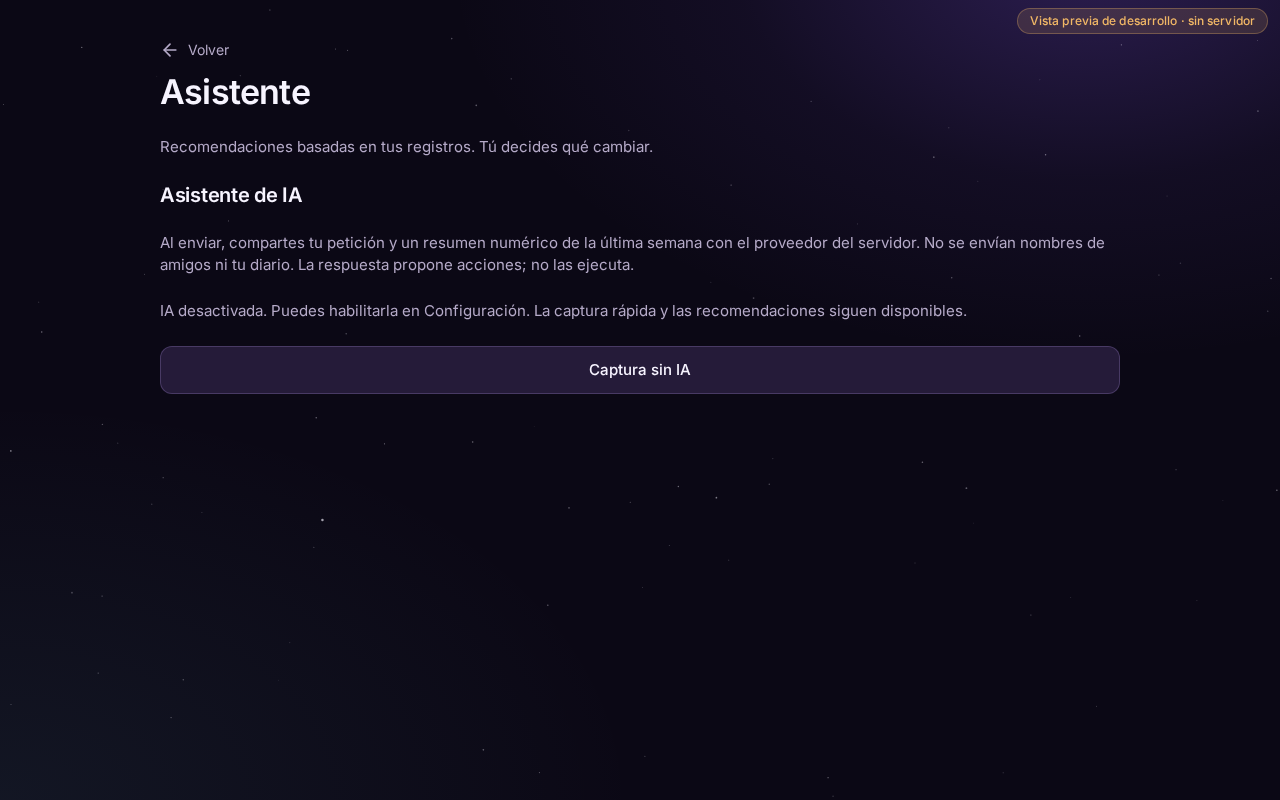 Vista previa de desarrollo · sin servidor
Volver
Asistente
Recomendaciones basadas en tus registros. Tú decides qué cambiar.
Asistente de IA
Al enviar, compartes tu petición y un resumen numérico de la última semana con el proveedor del servidor. No se envían nombres de
amigos ni tu diario. La respuesta propone acciones; no las ejecuta.
IA desactivada. Puedes habilitarla en Configuración. La captura rápida y las recomendaciones siguen disponibles.
Captura sin IA